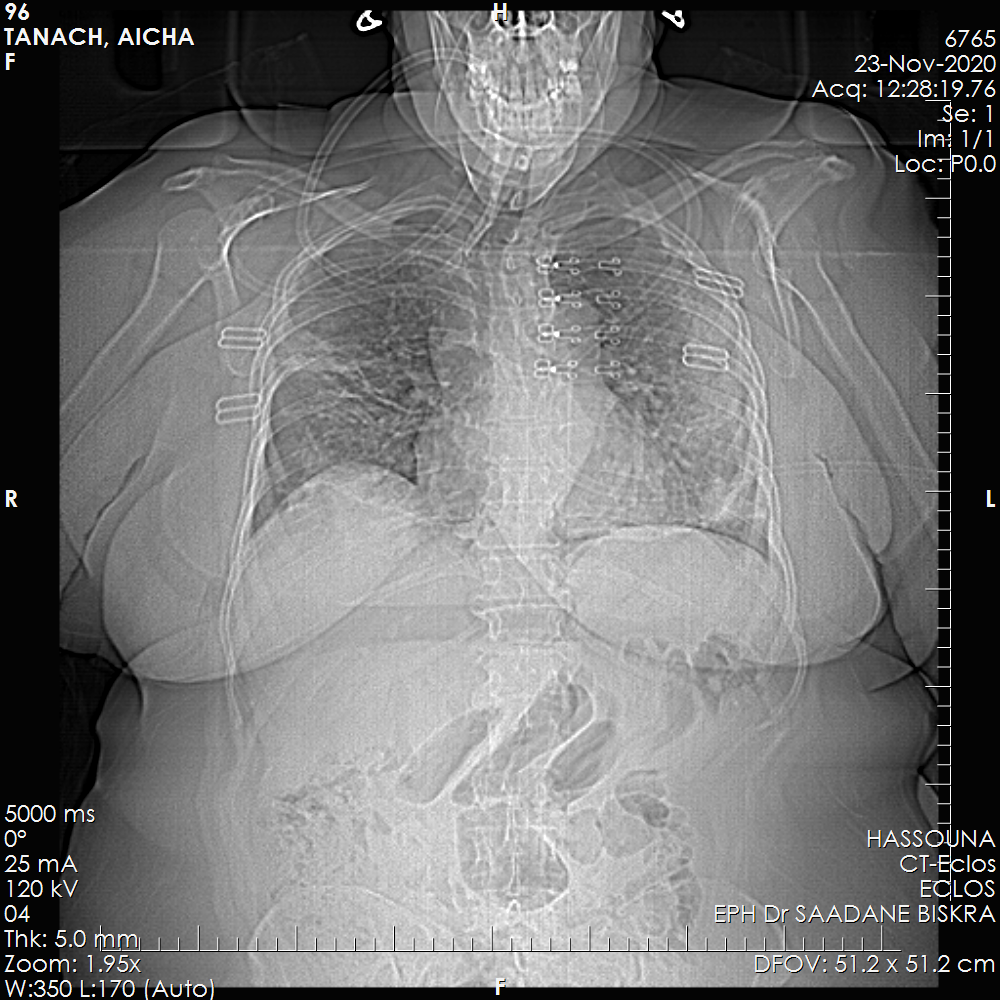 96
TANACH, AICHA
F
H
6765
23-Nov-2020
Acq: 12:28:19.76
Se: 1
Im: 1/1
Loc: P0.0
R
L
5000 ms
0°
25 mA
120 kV
04
Thk: 5.0 mm
Zoom: 1.95x
W:350 L:170 (Auto)
F
HASSOUNA
CT-Eclos
ECLOS
EPH Dr SAADANE BISKRA
DFOV: 51.2 x 51.2 cm